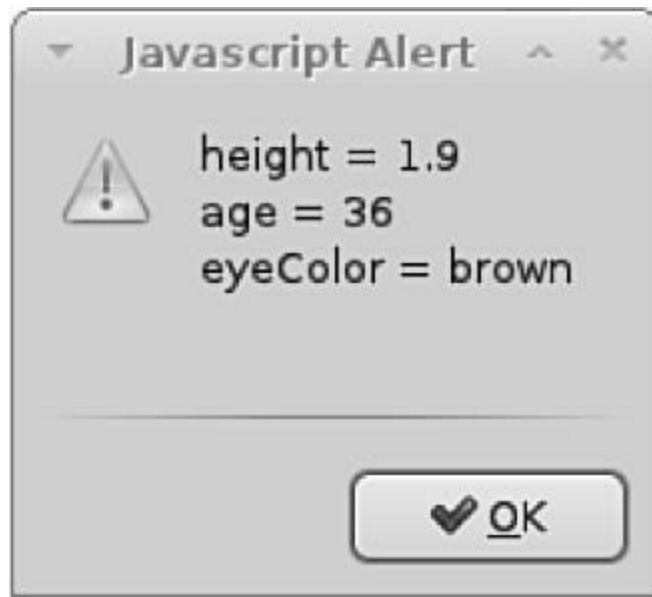 Javascript Alert
height = 1.9
age = 36
eyeColor = brown
OK